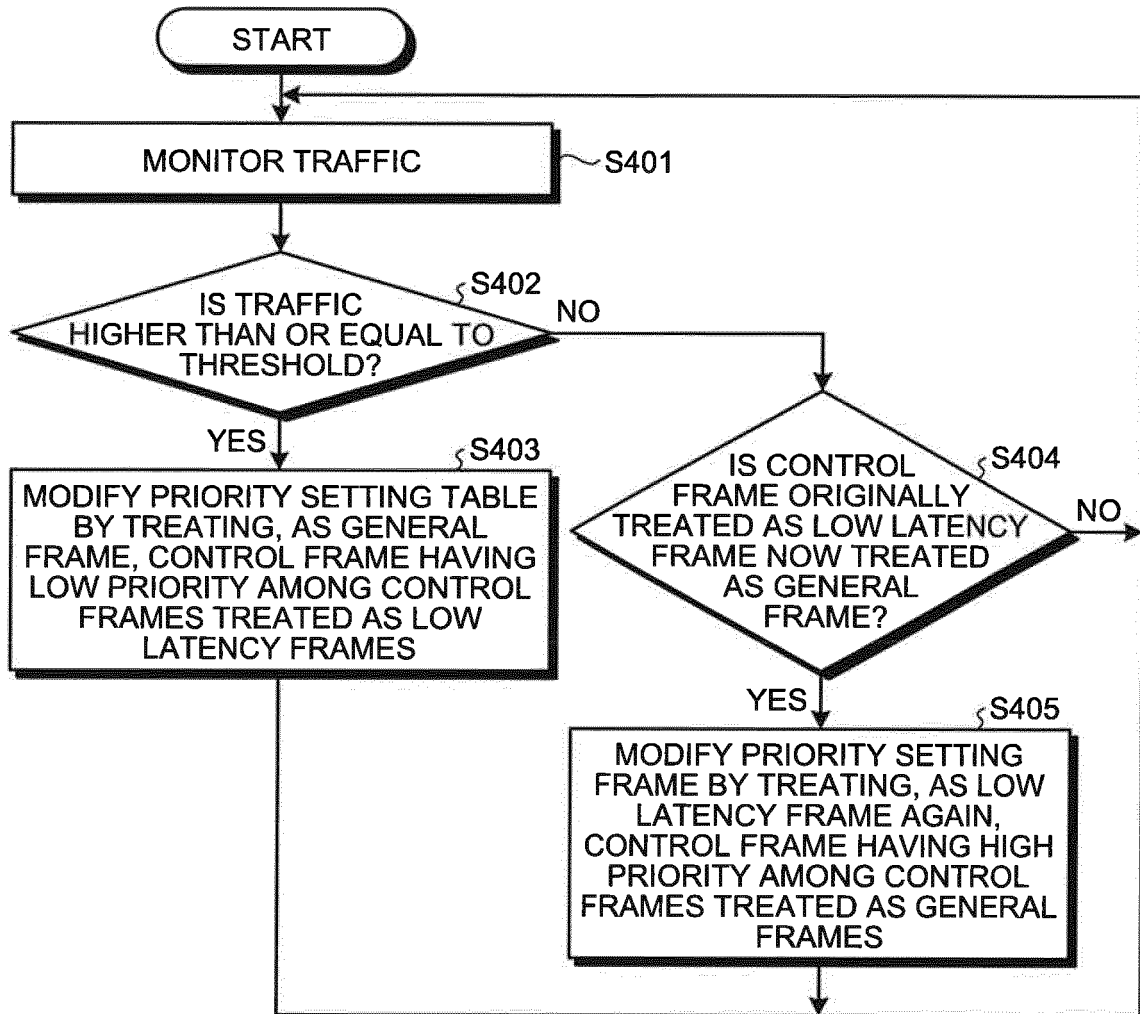 START
MONITOR TRAFFIC
S401
S402
IS TRAFFIC
HIGHER THAN OR EQUAL TO
THRESHOLD?
NO
YES
S403
MODIFY PRIORITY SETTING TABLE
BY TREATING, AS GENERAL
FRAME, CONTROL FRAME HAVING
LOW PRIORITY AMONG CONTROL
FRAMES TREATED AS LOW
LATENCY FRAMES
S404
IS CONTROL
FRAME ORIGINALLY
TREATED AS LOW LATENCY
FRAME NOW TREATED
AS GENERAL
FRAME?
NO
YES
S405
MODIFY PRIORITY SETTING
FRAME BY TREATING, AS LOW
LATENCY FRAME AGAIN,
CONTROL FRAME HAVING HIGH
PRIORITY AMONG CONTROL
FRAMES TREATED AS GENERAL
FRAMES